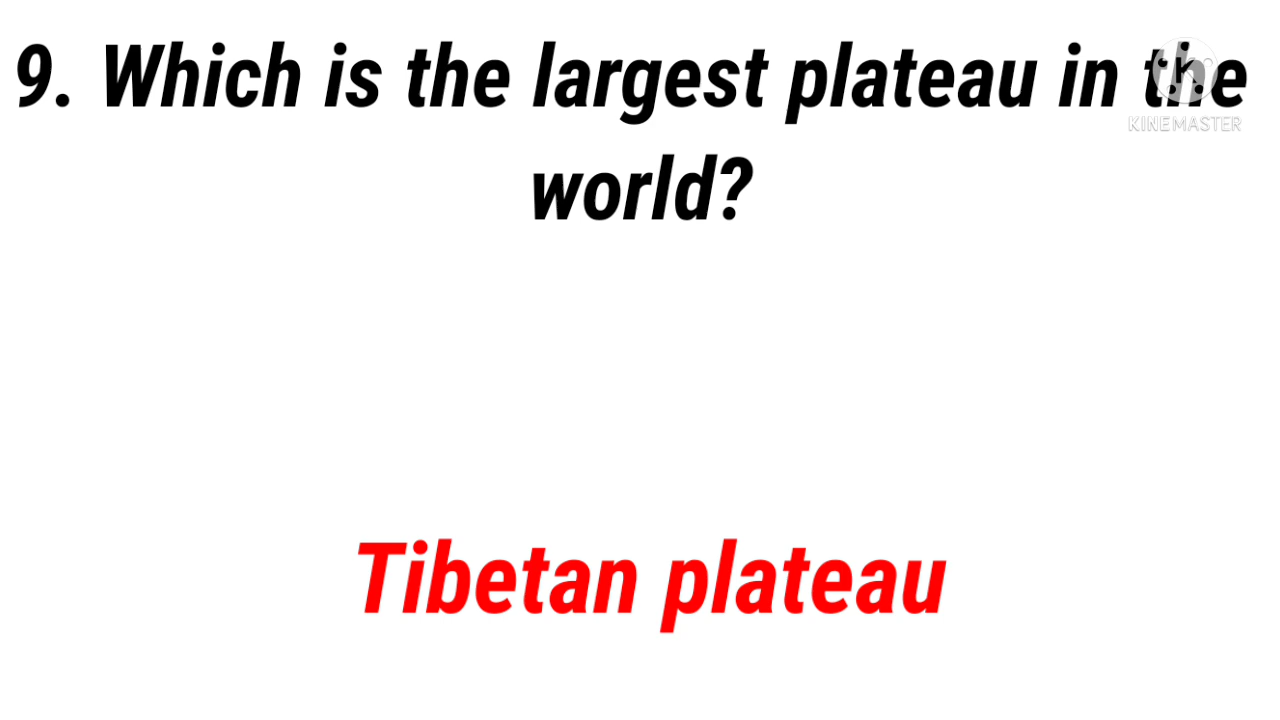 9. Which is the largest plateau in the
world?
KINEMASTER
Tibetan plateau